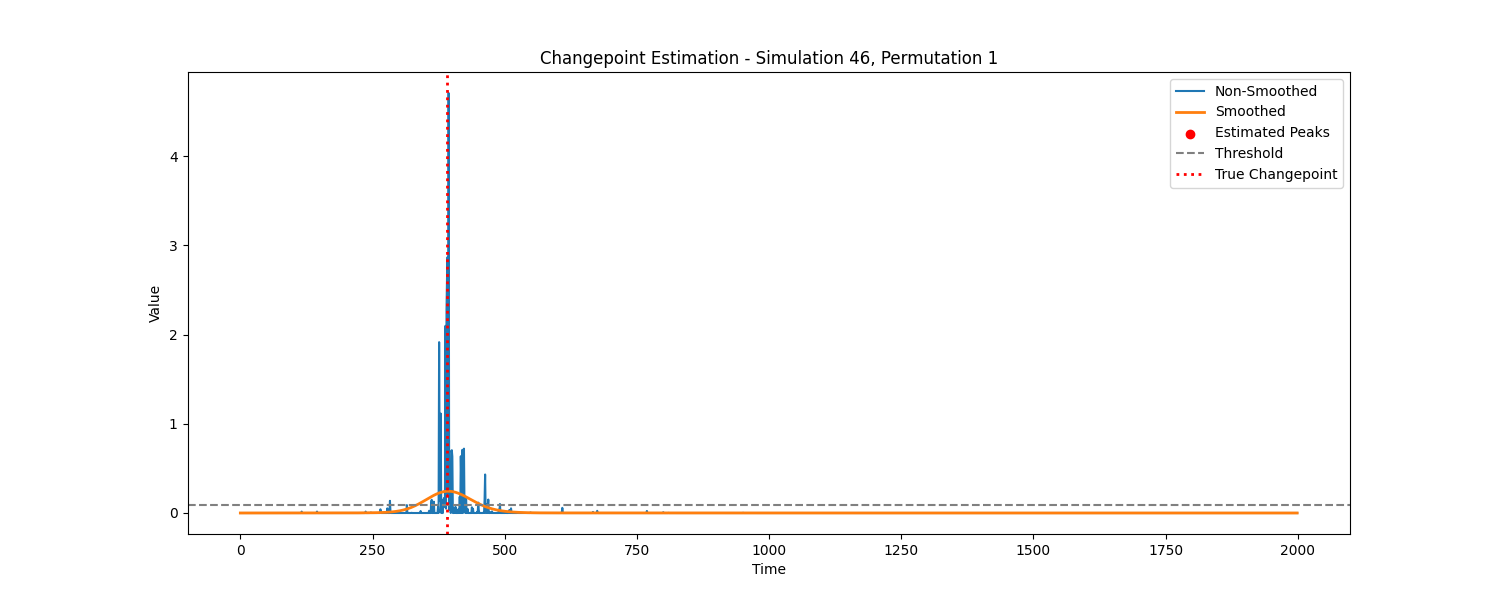 Changepoint Estimation - Simulation 46, Permutation 1
Non-Smoothed
Smoothed
Estimated Peaks
Threshold
True Changepoint
Value
4
3
2
1
0
0
250
500
750
1000
1250
1500
1750
2000
Time